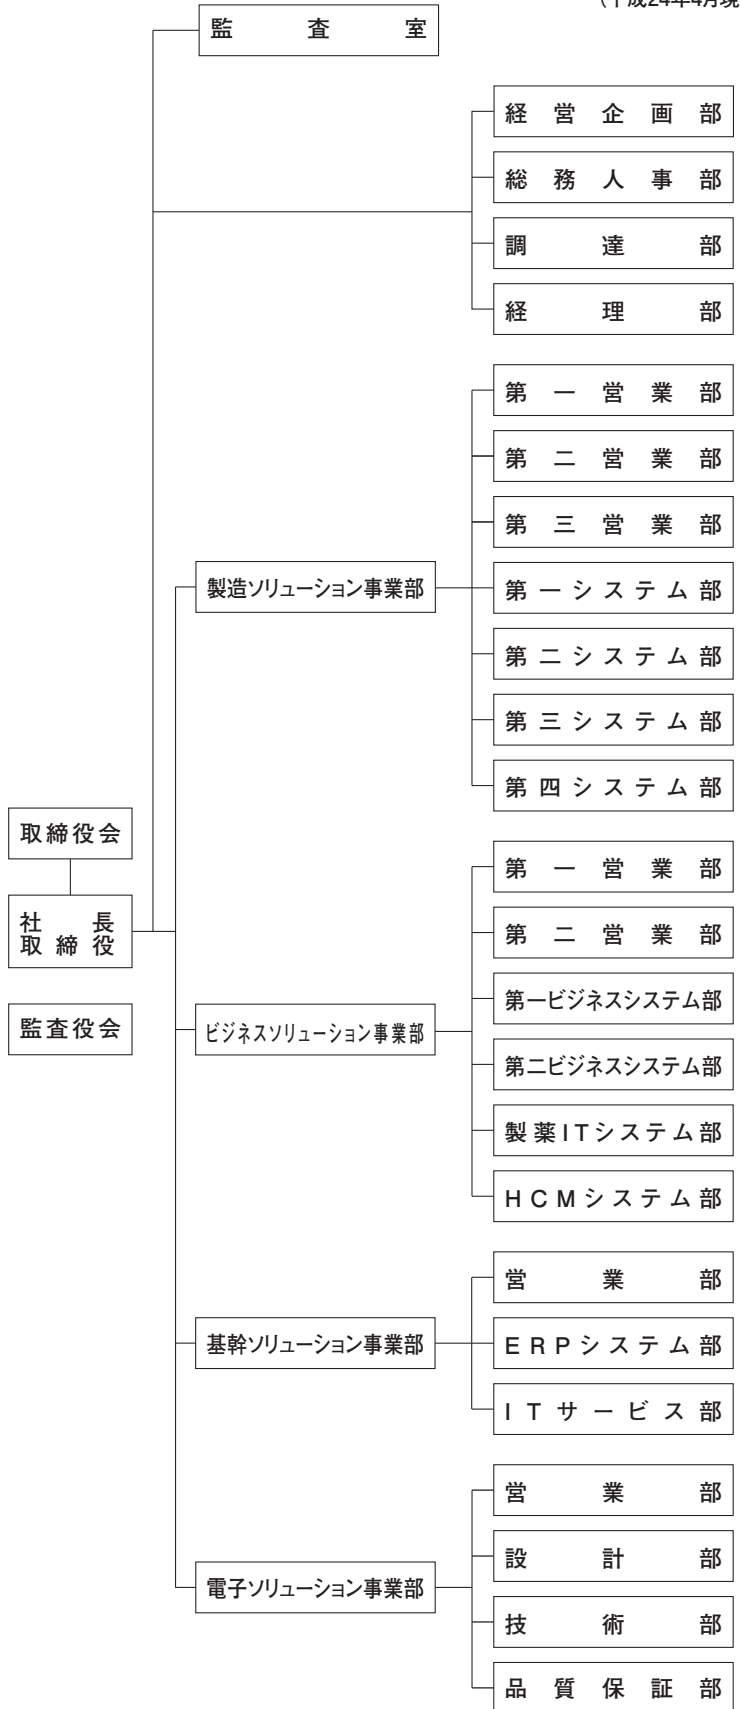 (平成24年4月現
監査室
経営企画部
総務人事部
調達部
経理部
第一営業部
第二営業部
第三営業部
製造ソリューション事業部
第一システム部
第二システム部
第三システム部
第四システム部
取締役会
社長
取締役
監査役会
第一営業部
第二営業部
第一ビジネスシステム部
ビジネスソリューション事業部
第二ビジネスシステム部
製薬ITシステム部
HCMシステム部
営業部
基幹ソリューション事業部
ERPシステム部
ITサービス部
営業部
設計部
電子ソリューション事業部
技術部
品質保証部